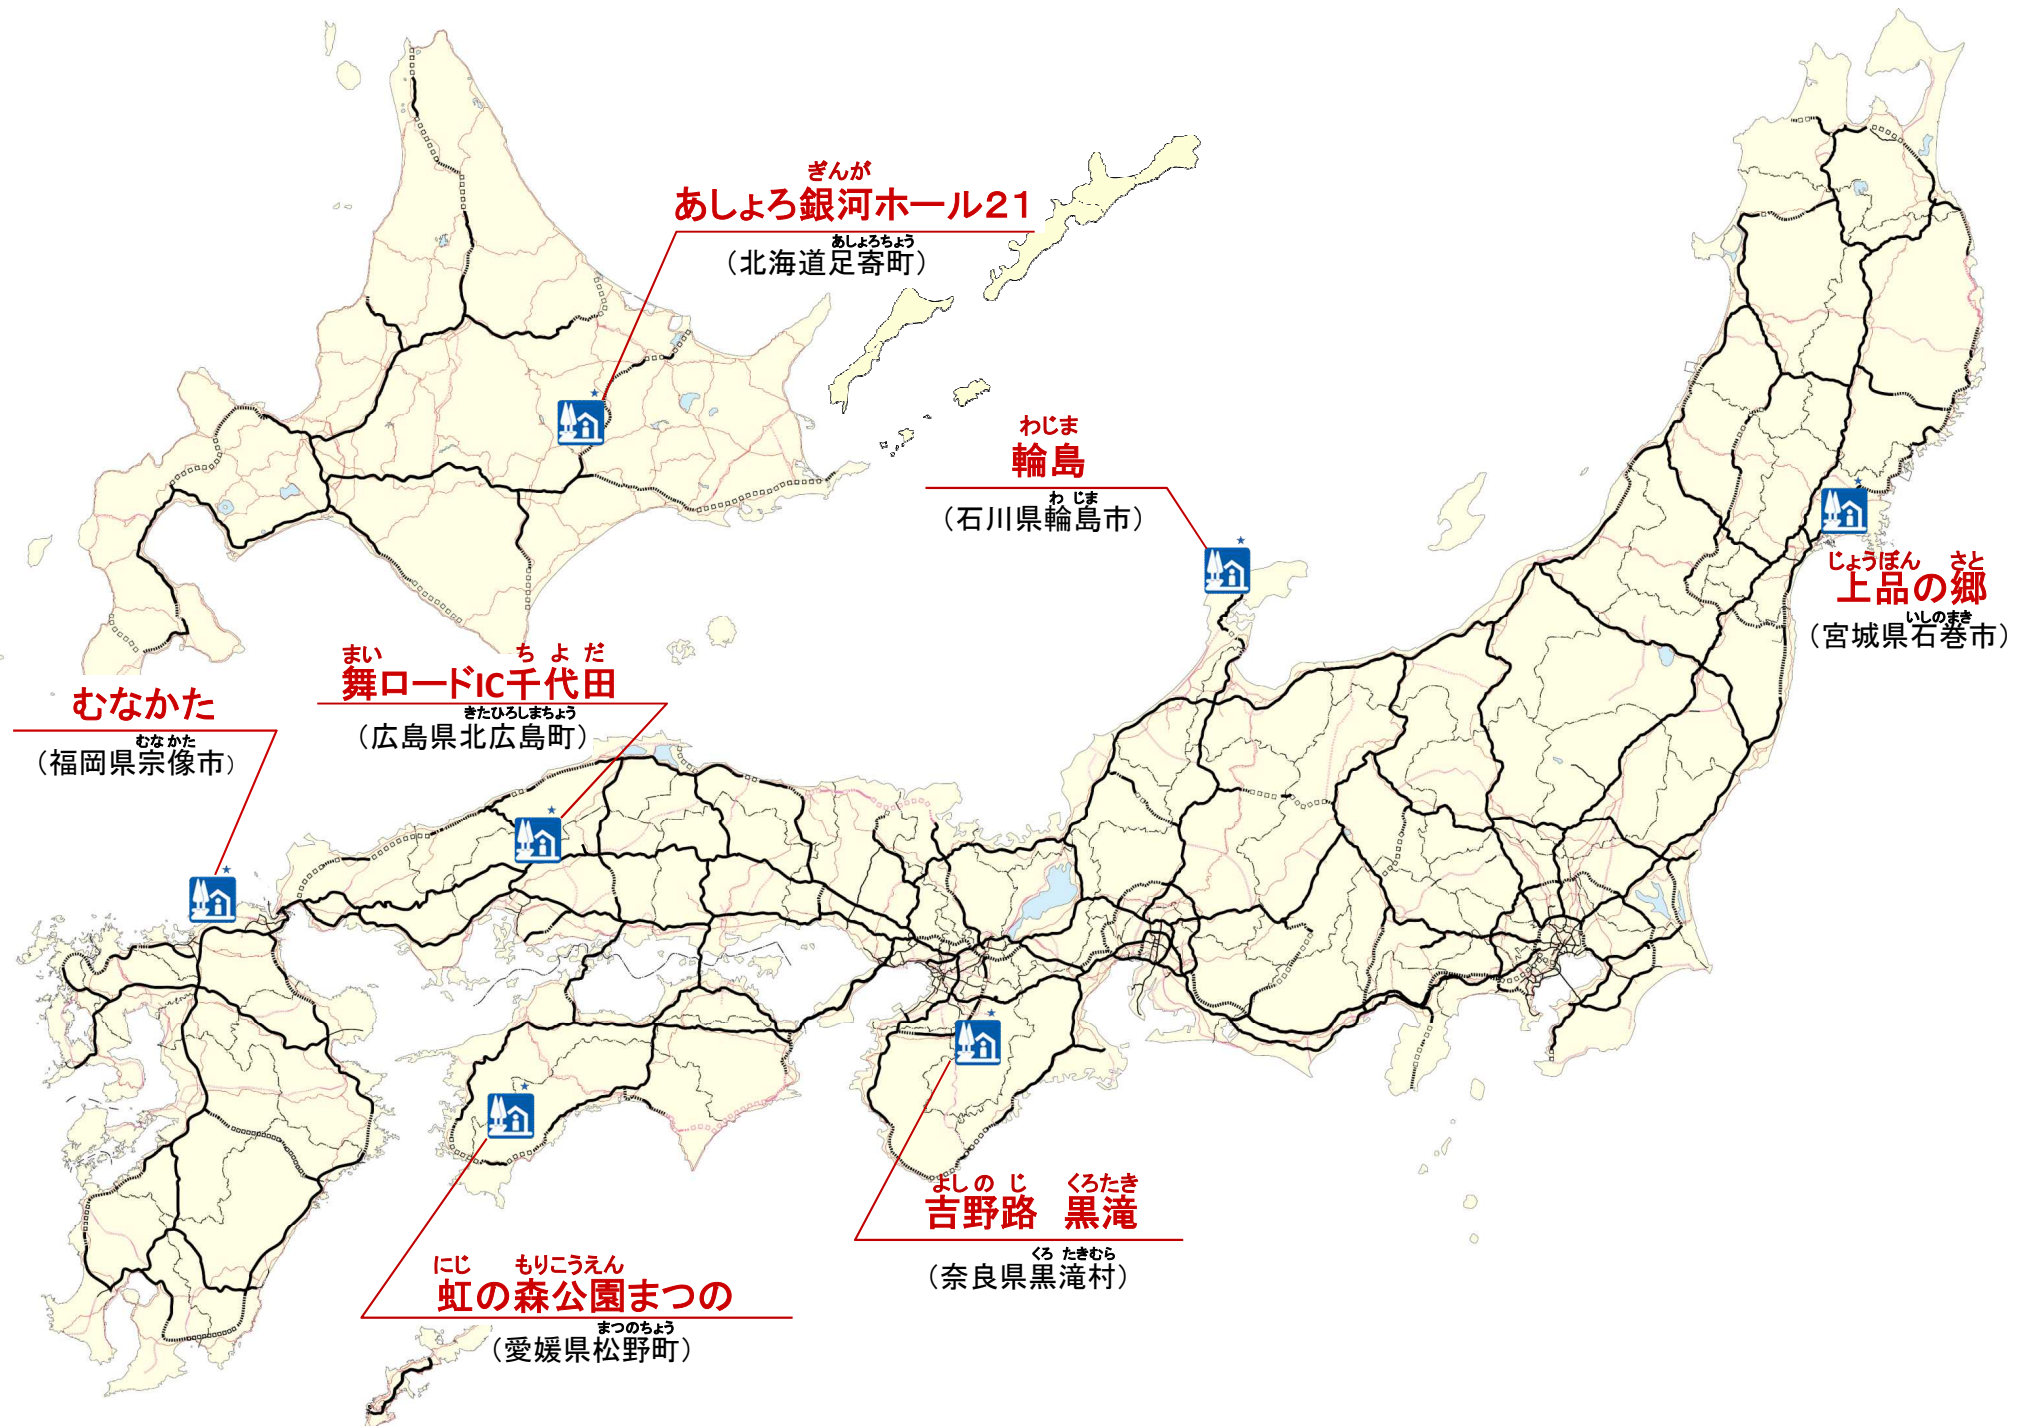 ぎんが
あしょろ銀河ホール21
あしょろちょう
（北海道足寄町）
わじま
輪島
わ じま
（石川県輪島市）
じょうぼん さと
上品の郷
いしのまき
（宮城県石巻市）
まい ち よ だ
舞ロードIC千代田
きたひろしまちょう
（広島県北広島町）
むなかた
むな かた
（福岡県宗像市）
よし の じ くろたき
吉野路 黒滝
くろ たきむら
（奈良県黒滝村）
にじ もりこうえん
虹の森公園まつの
まつのちょう
（愛媛県松野町）